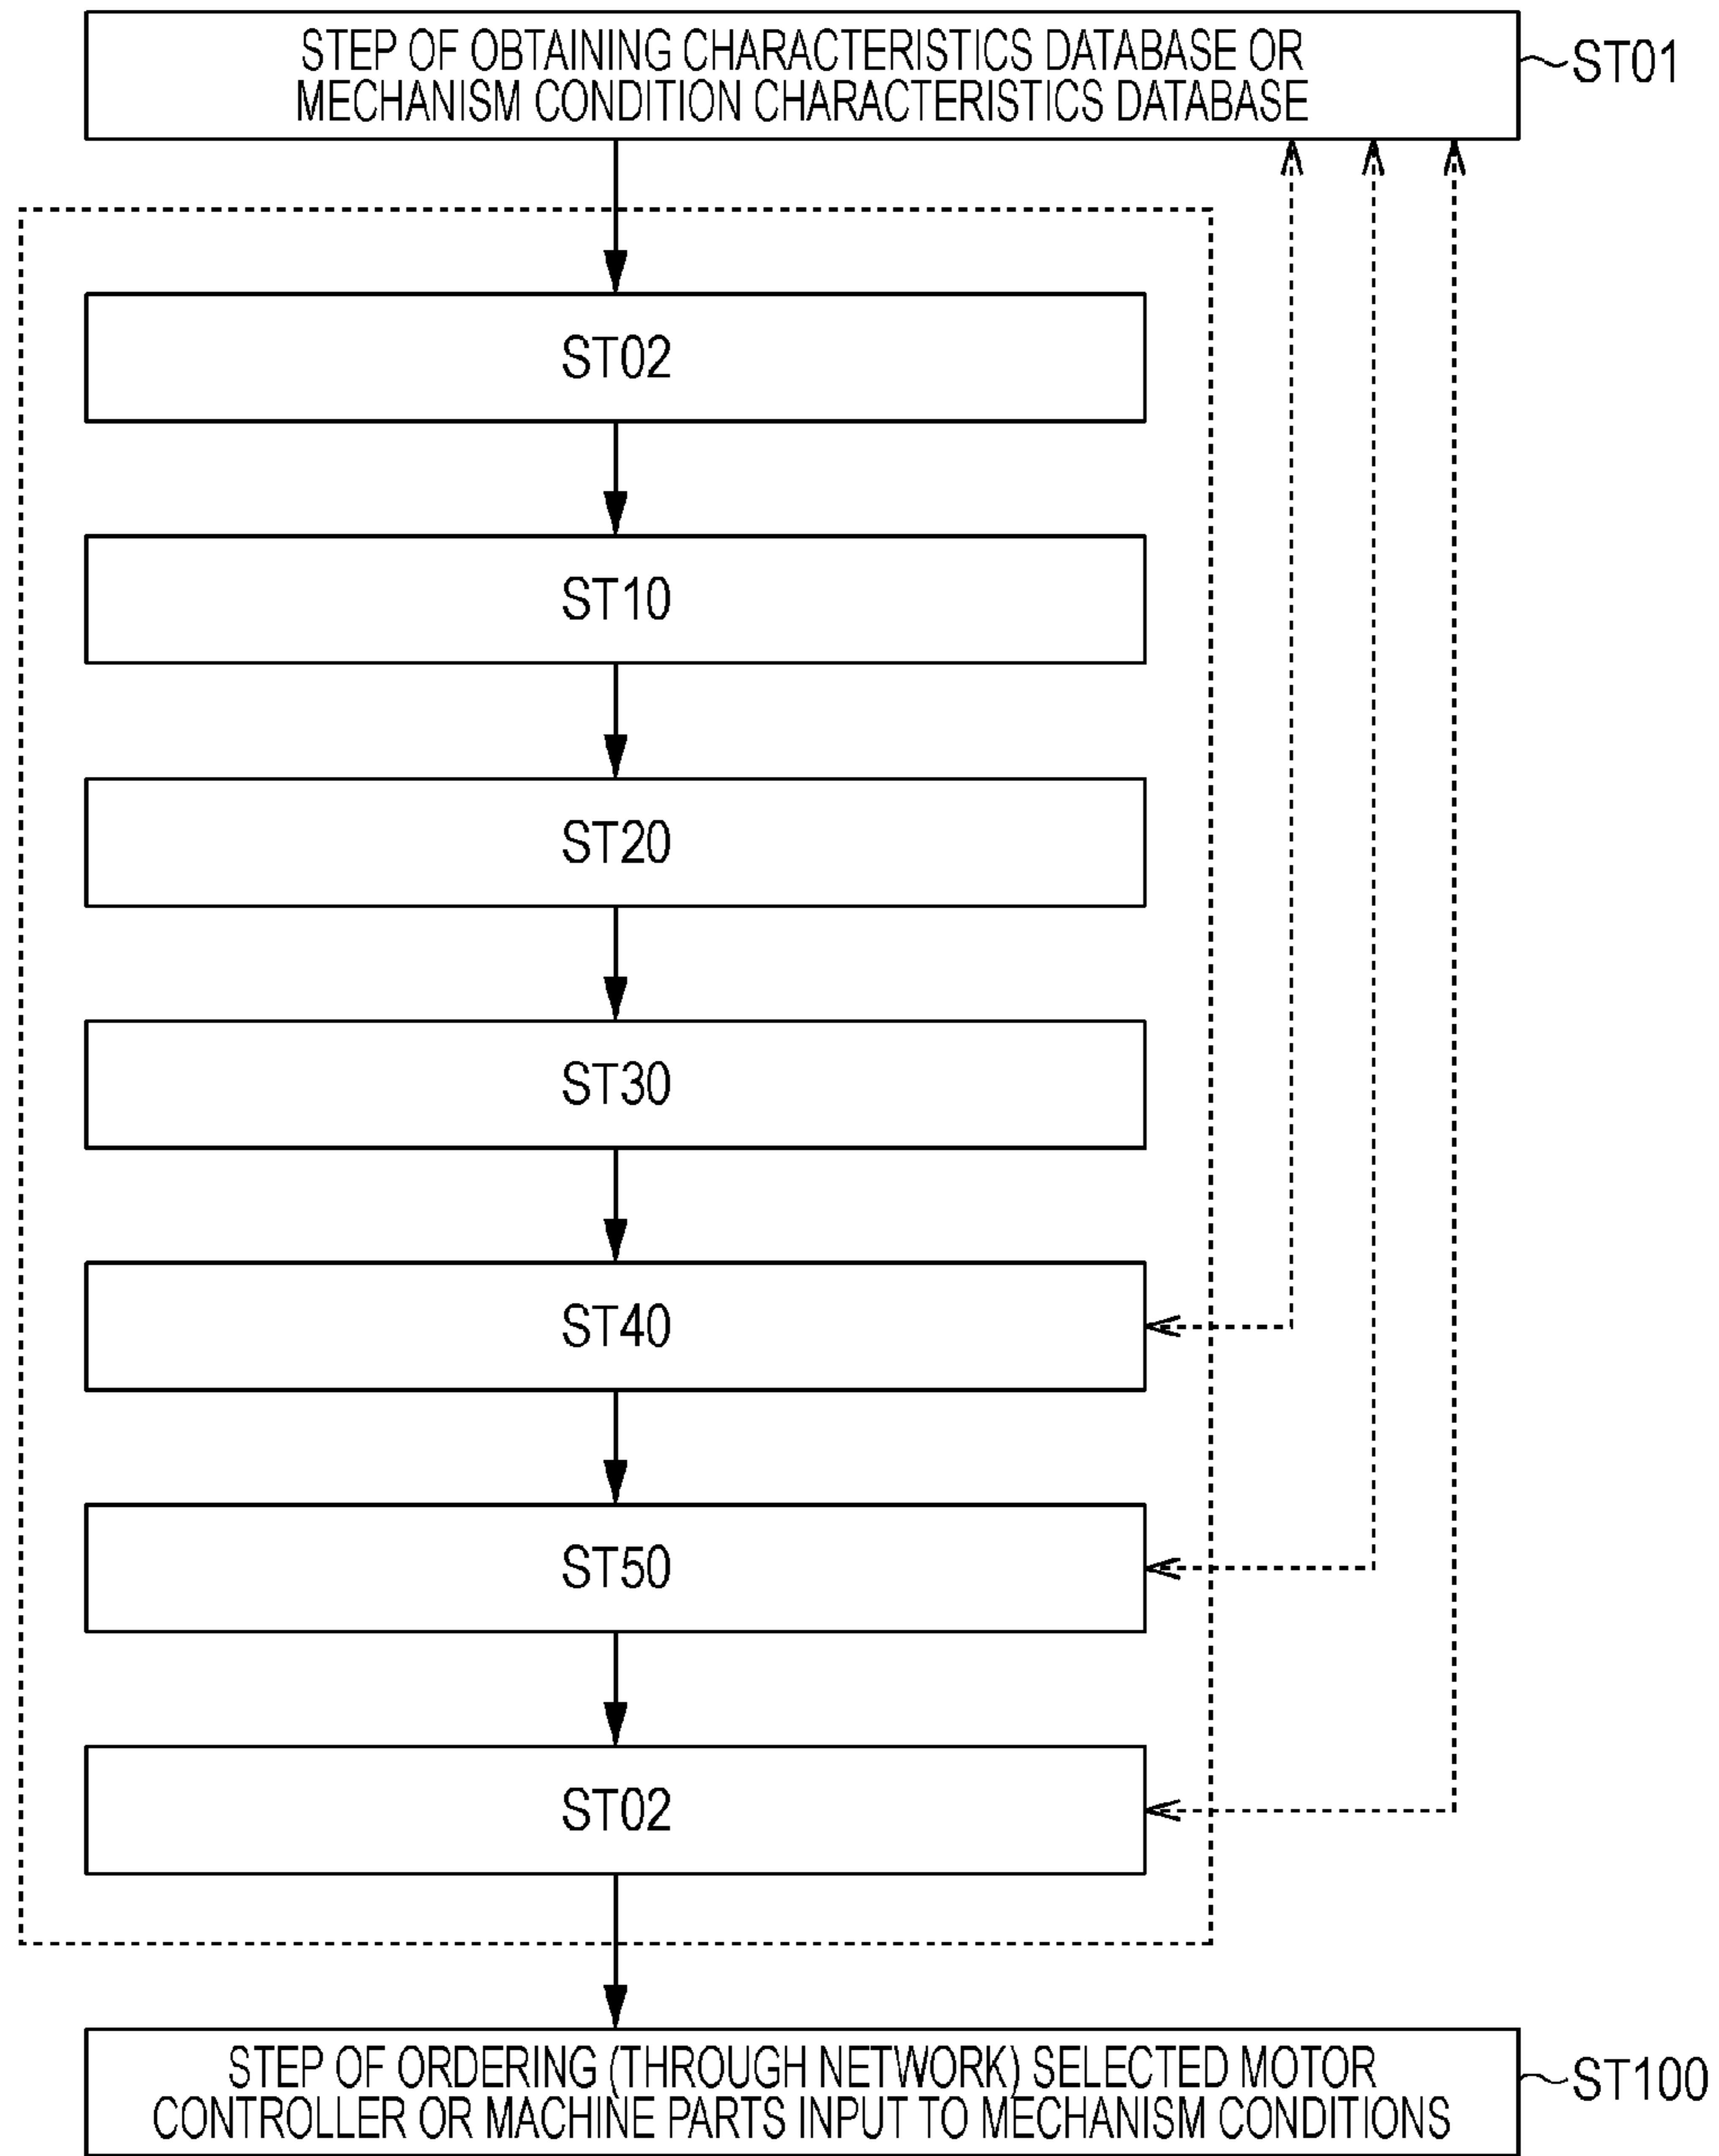 STEP OF OBTAINING CHARACTERISTICS DATABASE OR
MECHANISM CONDITION CHARACTERISTICS DATABASE
ST01
ST02
ST10
ST20
ST30
ST40
ST50
ST02
STEP OF ORDERING (THROUGH NETWORK) SELECTED MOTOR
CONTROLLER OR MACHINE PARTS INPUT TO MECHANISM CONDITIONS
ST100